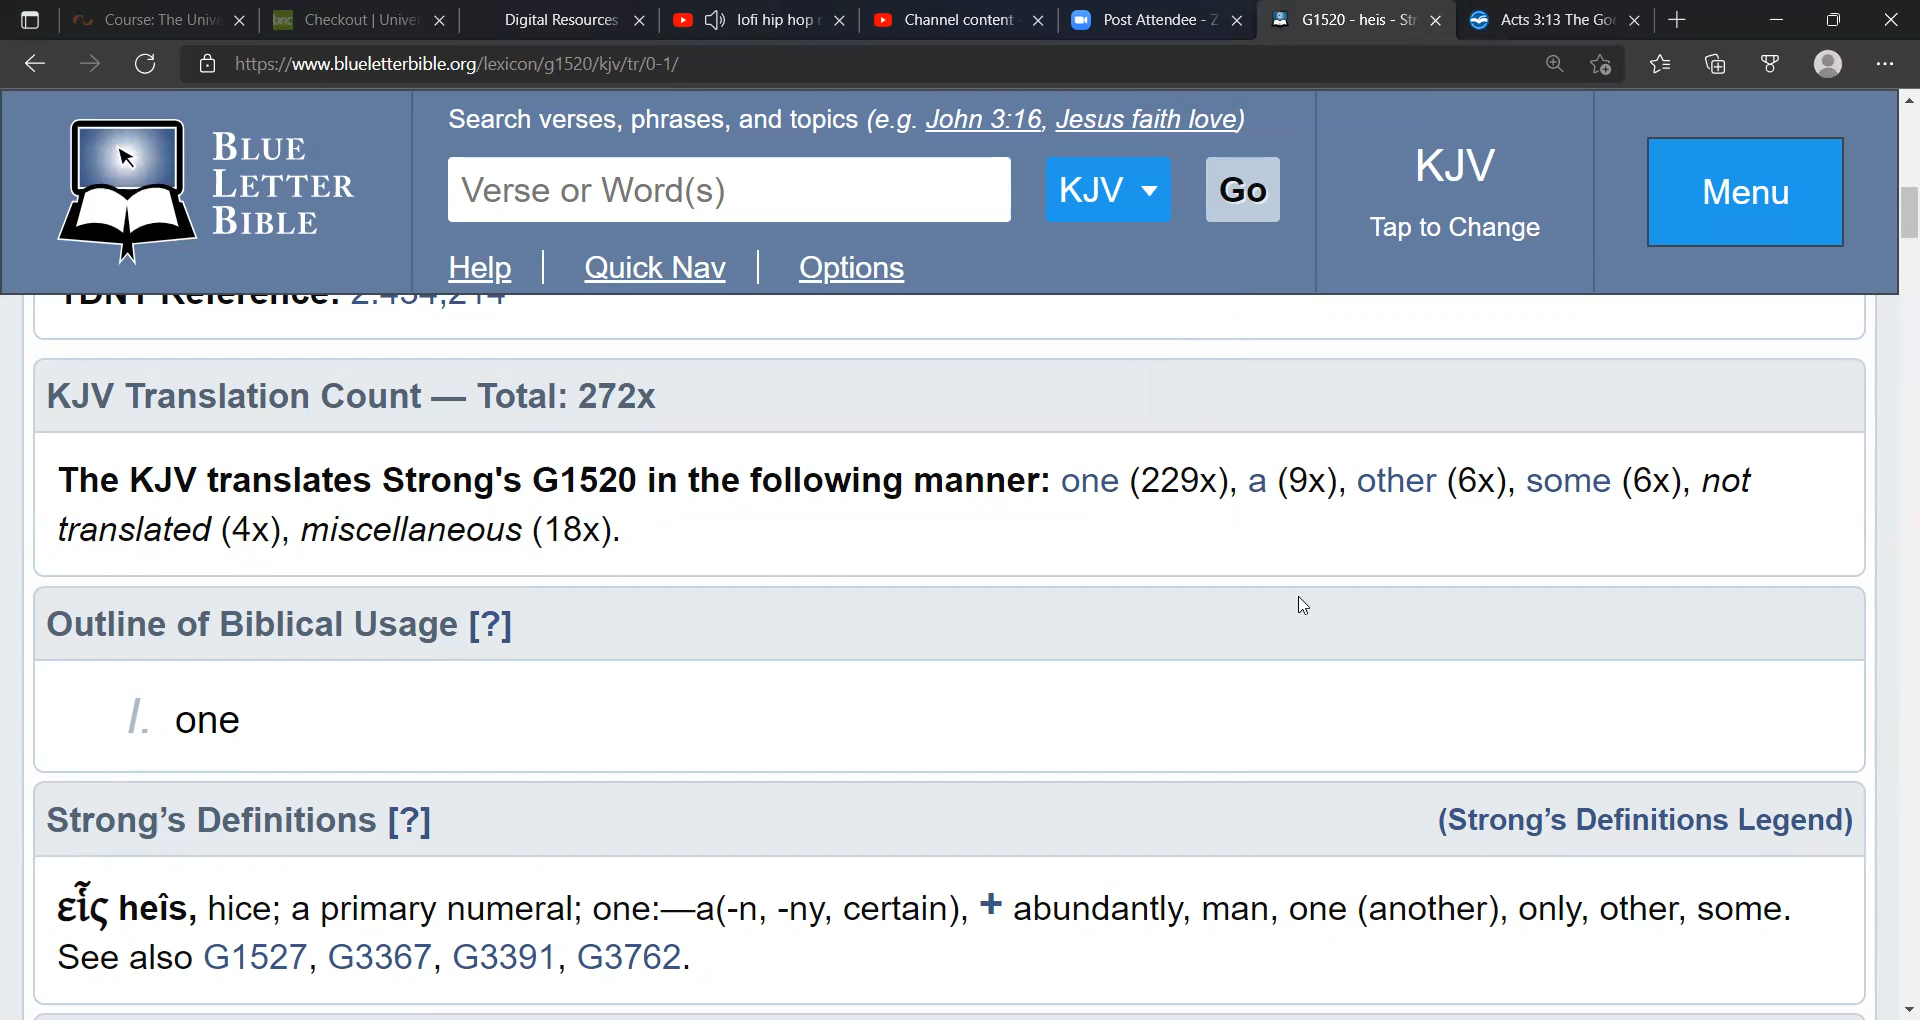 Course: The Unive
Checkout | Univer
Digital Resources
lofi hip hop r
Channel content
Post Attendee - Z
G1520 - heis - Str
Acts 3:13 The Go
https://www.blueletterbible.org/lexicon/g1520/kjv/tr/0-1/
BLUE
LETTER
BIBLE
Search verses, phrases, and topics (e.g. John 3:16, Jesus faith love)
Verse or Word(s)
KJV
Go
Help
Quick Nav
Options
KJV
Tap to Change
Menu
TDNT Reference: 2:434,214
KJV Translation Count — Total: 272x
The KJV translates Strong's G1520 in the following manner: one (229x), a (9x), other (6x), some (6x), not
translated (4x), miscellaneous (18x).
Outline of Biblical Usage [?]
I. one
Strong’s Definitions [?]
(Strong’s Definitions Legend)
εἷς heîs, hice; a primary numeral; one:—a(-n, -ny, certain), + abundantly, man, one (another), only, other, some.
See also G1527, G3367, G3391, G3762.